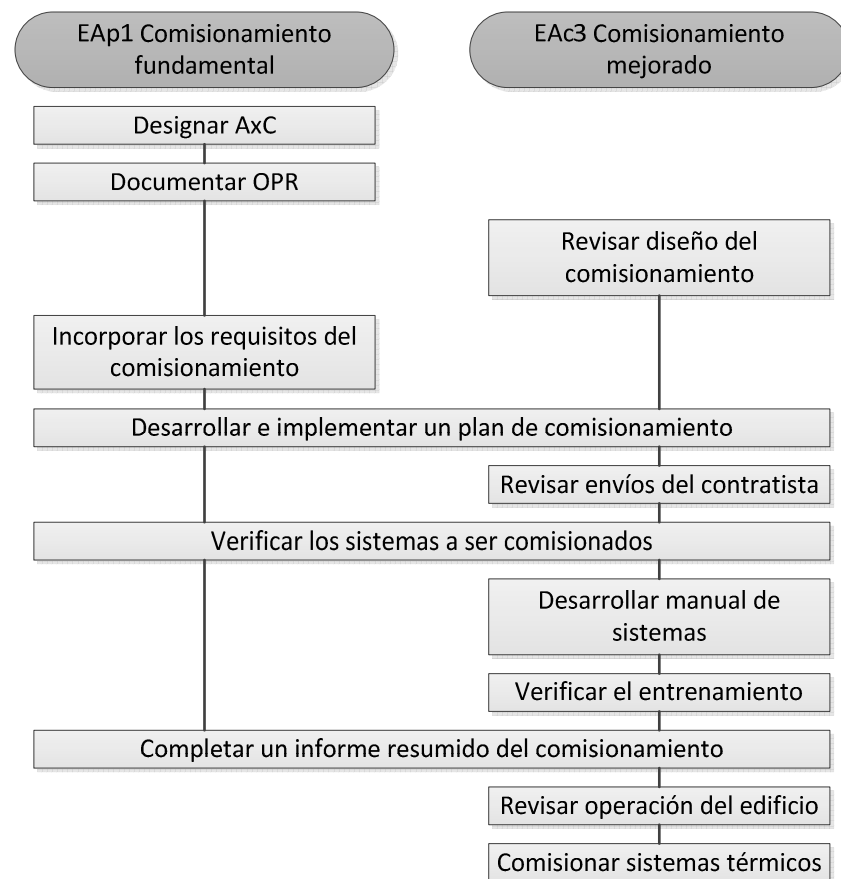 EAp1 Comisionamiento
fundamental
EAc3 Comisionamiento
mejorado
Designar AxC
Documentar OPR
Revisar diseño del
comisionamiento
Incorporar los requisitos del
comisionamiento
Desarrollar e implementar un plan de comisionamiento
Revisar envíos del contratista
Verificar los sistemas a ser comisionados
Desarrollar manual de
sistemas
Verificar el entrenamiento
Completar un informe resumido del comisionamiento
Revisar operación del edificio
Comisionar sistemas térmicos